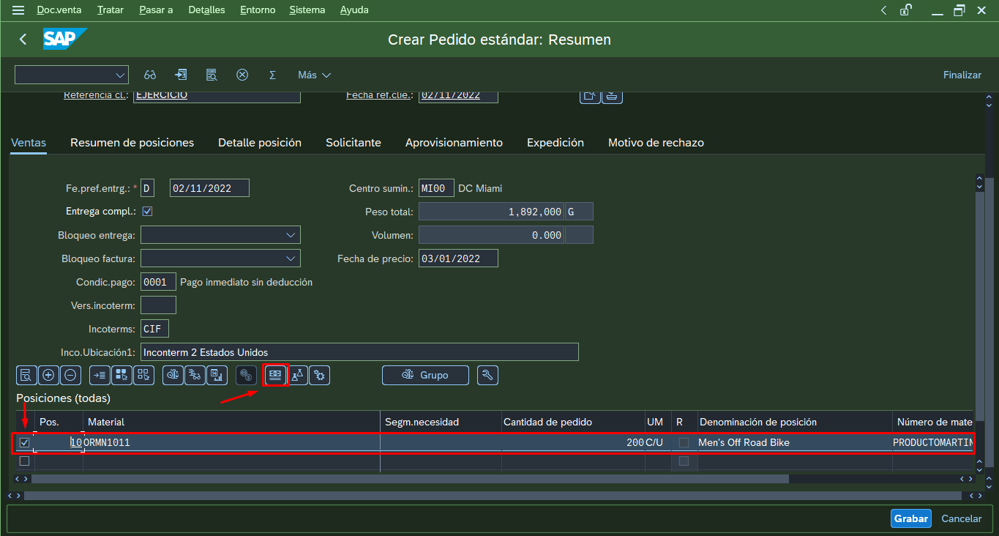 Doc.venta Tratar Pasar a Detalles Entorno Sistema Ayuda
SAP Crear Pedido estándar: Resumen
Más Finalizar
Referencia cl.: EJERCICIO Fecha ref.clie.: 02/11/2022
Ventas Resumen de posiciones Detalle posición Solicitante Aprovisionamiento Expedición Motivo de rechazo
Fe.pref.entrg.: * D 02/11/2022 Centro sumin.: MI00 DC Miami
Entrega compl.: Peso total: 1,892,000 G
Bloqueo entrega: Volumen: 0.000
Bloqueo factura: Fecha de precio: 03/01/2022
Condic.pago: 0001 Pago inmediato sin deducción
Vers.incoterm:
Incoterms: CIF
Inco.Ubicación1: Inconterm 2 Estados Unidos
Grupo
Posiciones (todas)
Pos. Material Segm.necesidad Cantidad de pedido UM R Denominación de posición Número de mate
10 ORMN1011 200 C/U Men's Off Road Bike PRODUCTOMARTIN
Grabar Cancelar